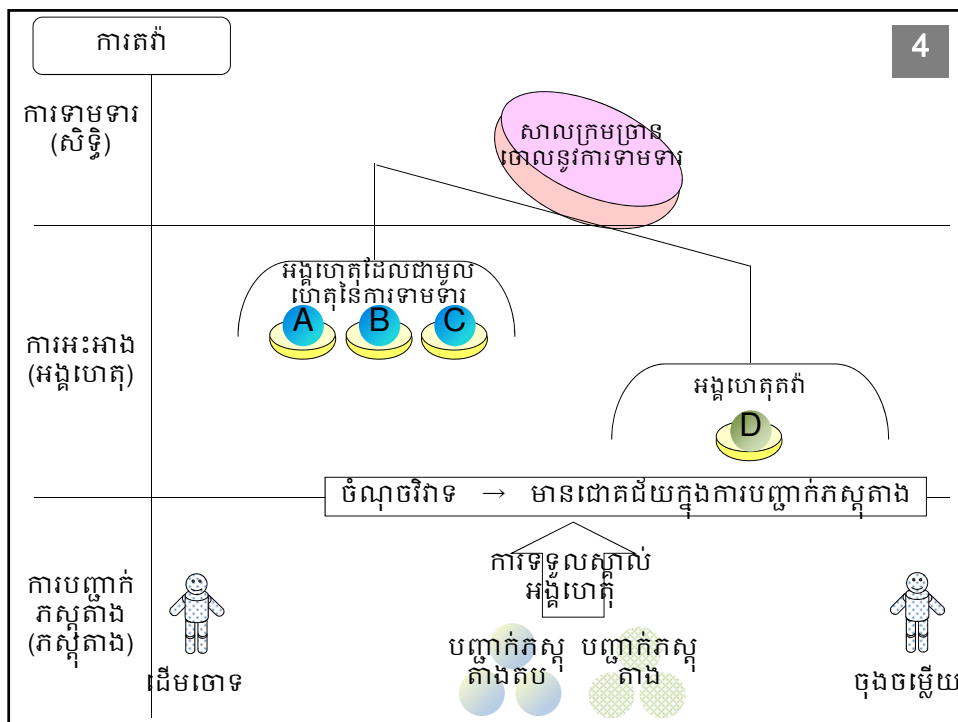 ការតវ៉ា
4
ការទាមទារ
(សិទ្ធិ)
សាលក្រមច្រាន
ចោលនូវការទាមទារ
អង្គហេតុដែលជាមូល
ហេតុនៃការទាមទារ
A B C
ការអះអាង
(អង្គហេតុ)
អង្គហេតុតវ៉ា
D
ចំណុចវិវាទ → មានជោគជ័យក្នុងការបញ្ជាក់ភស្តុតាង
ការទទួលស្គាល់
អង្គហេតុ
ការបញ្ជាក់
ភស្តុតាង
(ភស្តុតាង)
បញ្ជាក់ភស្តុ
តាងតប
បញ្ជាក់ភស្តុ
តាង
ដើមចោទ
ចុងចម្លើយ